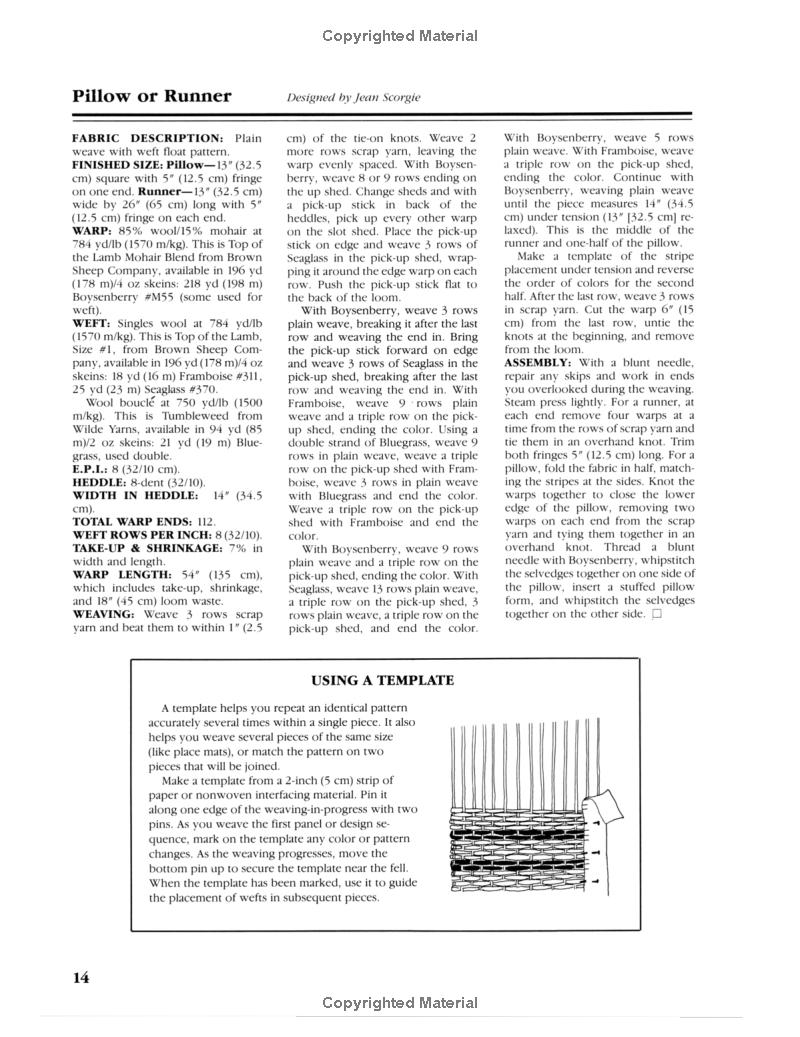 Copyrighted Material
Pillow or Runner
Designed by Jean Scorgie
FABRIC DESCRIPTION: Plain
weave with weft float pattern.
FINISHED SIZE: Pillow—13" (32.5
cm) square with 5" (12.5 cm) fringe
on one end. Runner—13" (32.5 cm)
wide by 26" (65 cm) long with 5"
(12.5 cm) fringe on each end.
WARP: 85% wool/15% mohair at
784 yd/lb (1570 m/kg). This is Top of
the Lamb Mohair Blend from Brown
Sheep Company, available in 196 yd
(178 m)/4 oz skeins: 218 yd (198 m)
Boysenberry #M55 (some used for
weft).
WEFT: Singles wool at 784 yd/lb
(1570 m/kg). This is Top of the Lamb,
Size #1, from Brown Sheep Com-
pany, available in 196 yd (178 m)/4 oz
skeins: 18 yd (16 m) Framboise #311,
25 yd (23 m) Seaglass #370.
Wool bouclé at 750 yd/lb (1500
m/kg). This is Tumbleweed from
Wilde Yarns, available in 94 yd (85
m)/2 oz skeins: 21 yd (19 m) Blue-
grass, used double.
E.P.I.: 8 (32/10 cm).
HEDDLE: 8-dent (32/10).
WIDTH IN HEDDLE: 14" (34.5
cm).
TOTAL WARP ENDS: 112.
WEFT ROWS PER INCH: 8 (32/10).
TAKE-UP & SHRINKAGE: 7% in
width and length.
WARP LENGTH: 54" (135 cm),
which includes take-up, shrinkage,
and 18" (45 cm) loom waste.
WEAVING: Weave 3 rows scrap
yarn and beat them to within 1" (2.5
cm) of the tie-on knots. Weave 2
more rows scrap yarn, leaving the
warp evenly spaced. With Boysen-
berry, weave 8 or 9 rows ending on
the up shed. Change sheds and with
a pick-up stick in back of the
heddles, pick up every other warp
on the slot shed. Place the pick-up
stick on edge and weave 3 rows of
Seaglass in the pick-up shed, wrap-
ping it around the edge warp on each
row. Push the pick-up stick flat to
the back of the loom.
With Boysenberry, weave 3 rows
plain weave, breaking it after the last
row and weaving the end in. Bring
the pick-up stick forward on edge
and weave 3 rows of Seaglass in the
pick-up shed, breaking after the last
row and weaving the end in. With
Framboise, weave 9 rows plain
weave and a triple row on the pick-
up shed, ending the color. Using a
double strand of Bluegrass, weave 9
rows in plain weave, weave a triple
row on the pick-up shed with Fram-
boise, weave 3 rows in plain weave
with Bluegrass and end the color.
Weave a triple row on the pick-up
shed with Framboise and end the
color.
With Boysenberry, weave 9 rows
plain weave and a triple row on the
pick-up shed, ending the color. With
Seaglass, weave 13 rows plain weave,
a triple row on the pick-up shed, 3
rows plain weave, a triple row on the
pick-up shed, and end the color.
With Boysenberry, weave 5 rows
plain weave. With Framboise, weave
a triple row on the pick-up shed,
ending the color. Continue with
Boysenberry, weaving plain weave
until the piece measures 14" (34.5
cm) under tension (13" [32.5 cm] re-
laxed). This is the middle of the
runner and one-half of the pillow.
Make a template of the stripe
placement under tension and reverse
the order of colors for the second
half. After the last row, weave 3 rows
in scrap yarn. Cut the warp 6" (15
cm) from the last row, untie the
knots at the beginning, and remove
from the loom.
ASSEMBLY: With a blunt needle,
repair any skips and work in ends
you overlooked during the weaving.
Steam press lightly. For a runner, at
each end remove four warps at a
time from the rows of scrap yarn and
tie them in an overhand knot. Trim
both fringes 5" (12.5 cm) long. For a
pillow, fold the fabric in half, match-
ing the stripes at the sides. Knot the
warps together to close the lower
edge of the pillow, removing two
warps on each end from the scrap
yarn and tying them together in an
overhand knot. Thread a blunt
needle with Boysenberry, whipstitch
the selvedges together on one side of
the pillow, insert a stuffed pillow
form, and whipstitch the selvedges
together on the other side. □
USING A TEMPLATE
A template helps you repeat an identical pattern
accurately several times within a single piece. It also
helps you weave several pieces of the same size
(like place mats), or match the pattern on two
pieces that will be joined.
Make a template from a 2-inch (5 cm) strip of
paper or nonwoven interfacing material. Pin it
along one edge of the weaving-in-progress with two
pins. As you weave the first panel or design se-
quence, mark on the template any color or pattern
changes. As the weaving progresses, move the
bottom pin up to secure the template near the fell.
When the template has been marked, use it to guide
the placement of wefts in subsequent pieces.
14
Copyrighted Material